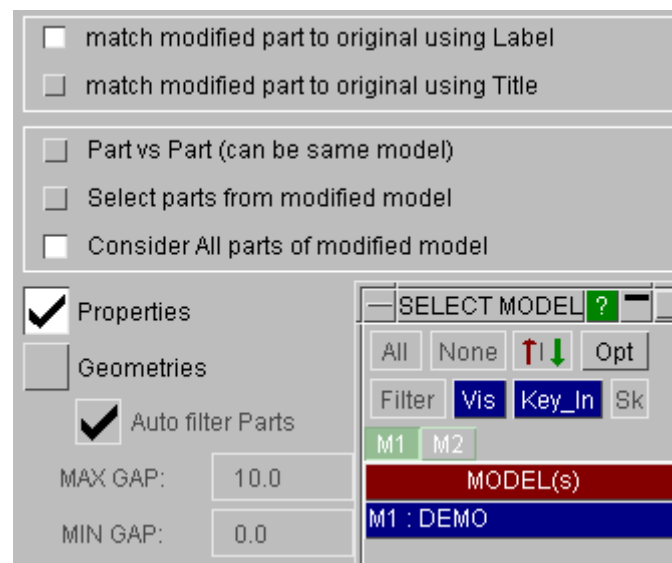 match modified part to original using Label
match modified part to original using Title
Part vs Part (can be same model)
Select parts from modified model
Consider All parts of modified model
Properties
Geometries
Auto filter Parts
MAX GAP: 10.0
MIN GAP: 0.0
SELECT MODEL ?
All None Opt
Filter Vis Key_In Sk
M1 M2
MODEL(s)
M1 : DEMO